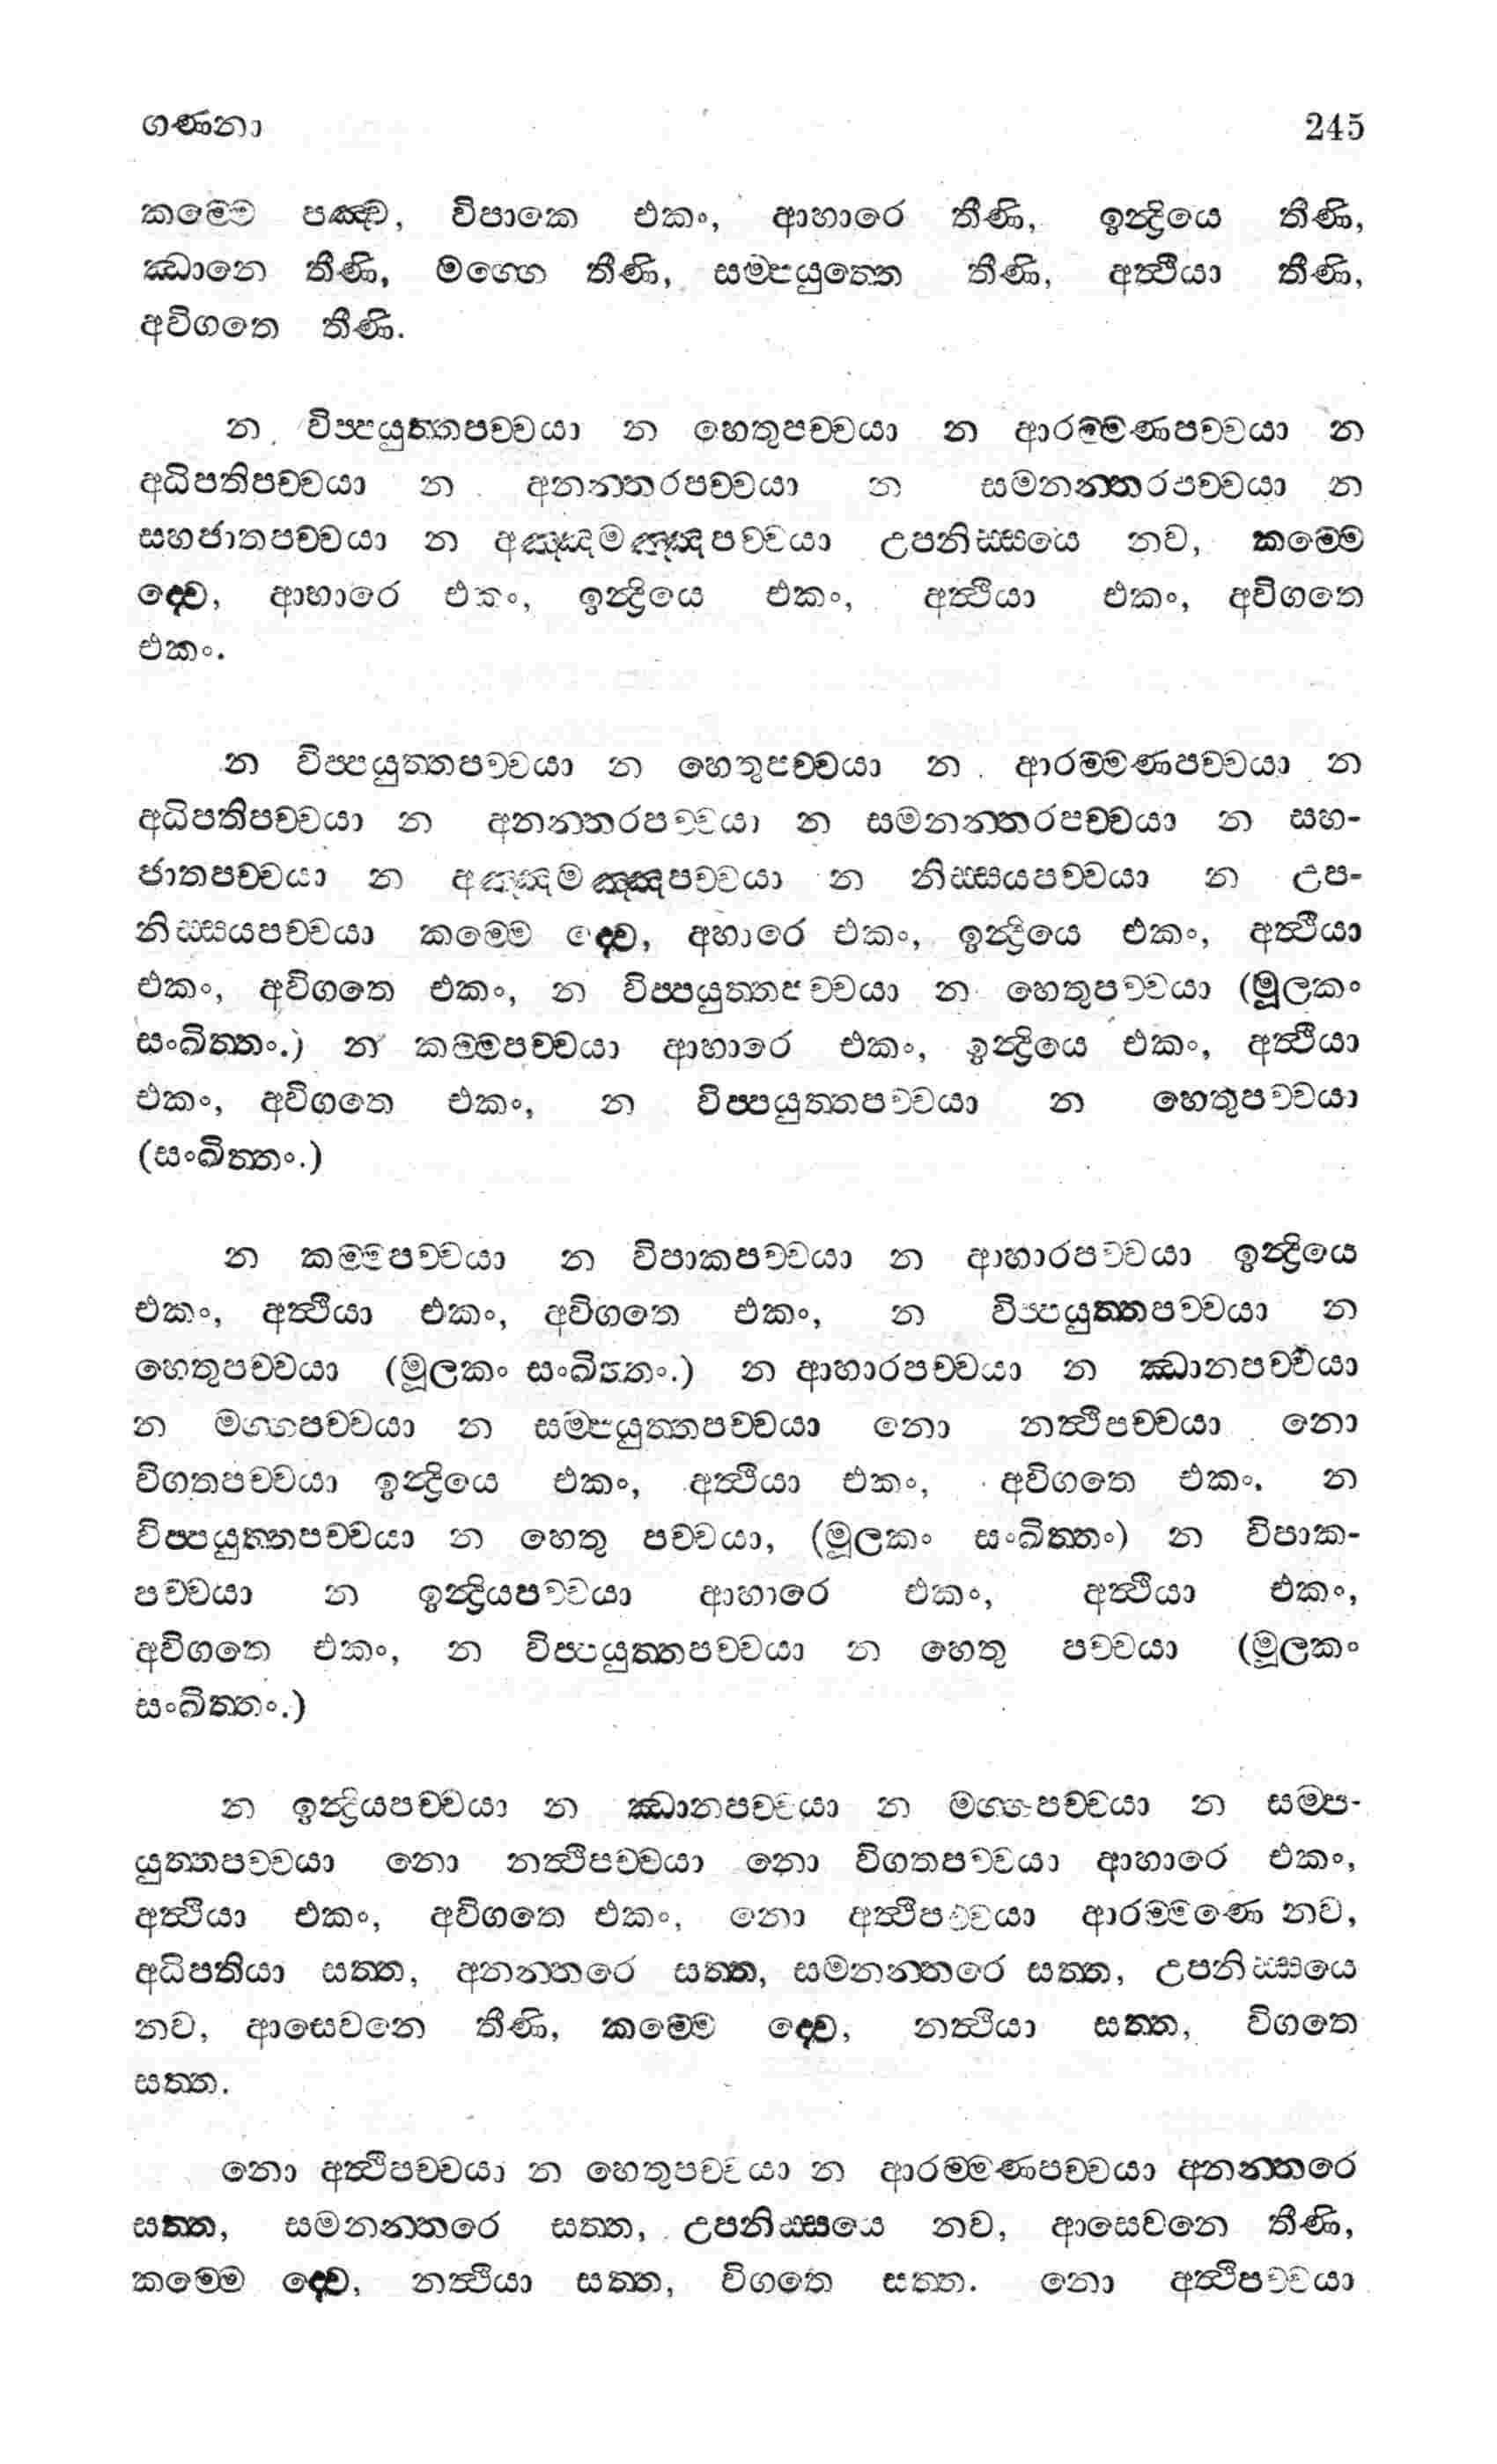 ගණනා 245
කම්මෙ පඤ්ච, විපාකෙ එකං, ආහාරෙ තීණි, ඉන්ද්‍රියෙ තීණි,
ඣානෙ තීණි, මග්ගෙ තීණි, සම්පයුත්තෙ තීණි, අත්ථියා තීණි,
අවිගතෙ තීණි.
න විප්පයුත්තපච්චයා න හෙතුපච්චයා න ආරම්මණපච්චයා න
අධිපතිපච්චයා න අනන්තරපච්චයා න සමනන්තරපච්චයා න
සහජාතපච්චයා න අඤ්ඤමඤ්ඤපච්චයා උපනිස්සයෙ නව, කම්මෙ
ද්වෙ, ආහාරෙ එකං, ඉන්ද්‍රියෙ එකං, අත්ථියා එකං, අවිගතෙ
එකං.
න විප්පයුත්තපච්චයා න හෙතුපච්චයා න ආරම්මණපච්චයා න
අධිපතිපච්චයා න අනන්තරපච්චයා න සමනන්තරපච්චයා න සහ-
ජාතපච්චයා න අඤ්ඤමඤ්ඤපච්චයා න නිස්සයපච්චයා න උප-
නිස්සයපච්චයා කම්මෙ ද්වෙ, අහාරෙ එකං, ඉන්ද්‍රියෙ එකං, අත්ථියා
එකං, අවිගතෙ එකං, න විප්පයුත්තපච්චයා න හෙතුපච්චයා (මූලකං
සංඛිත්තං.) න කම්මපච්චයා ආහාරෙ එකං, ඉන්ද්‍රියෙ එකං, අත්ථියා
එකං, අවිගතෙ එකං, න විප්පයුත්තපච්චයා න හෙතුපච්චයා
(සංඛිත්තං.)
න කම්මපච්චයා න විපාකපච්චයා න ආහාරපච්චයා ඉන්ද්‍රියෙ
එකං, අත්ථියා එකං, අවිගතෙ එකං, න විප්පයුත්තපච්චයා න
හෙතුපච්චයා (මූලකං සංඛිත්තං.) න ආහාරපච්චයා න ඣානපච්චයා
න මග්ගපච්චයා න සම්පයුත්තපච්චයා නො නත්ථිපච්චයා නො
විගතපච්චයා ඉන්ද්‍රියෙ එකං, අත්ථියා එකං, අවිගතෙ එකං. න
විප්පයුත්තපච්චයා න හෙතු පච්චයා, (මූලකං සංඛිත්තං) න විපාක-
පච්චයා න ඉන්ද්‍රියපච්චයා ආහාරෙ එකං, අත්ථියා එකං,
අවිගතෙ එකං, න විප්පයුත්තපච්චයා න හෙතු පච්චයා (මූලකං
සංඛිත්තං.)
න ඉන්ද්‍රියපච්චයා න ඣානපච්චයා න මග්ගපච්චයා න සම්ප-
යුත්තපච්චයා නො නත්ථිපච්චයා නො විගතපච්චයා ආහාරෙ එකං,
අත්ථියා එකං, අවිගතෙ එකං, නො අත්ථිපච්චයා ආරම්මණෙ නව,
අධිපතියා සත්ත, අනන්තරෙ සත්ත, සමනන්තරෙ සත්ත, උපනිස්සයෙ
නව, ආසෙවනෙ තීණි, කම්මෙ ද්වෙ, නත්ථියා සත්ත, විගතෙ
සත්ත.
නො අත්ථිපච්චයා න හෙතුපච්චයා න ආරම්මණපච්චයා අනන්තරෙ
සත්ත, සමනන්තරෙ සත්ත, උපනිස්සයෙ නව, ආසෙවනෙ තීණි,
කම්මෙ ද්වෙ, නත්ථියා සත්ත, විගතෙ සත්ත. නො අත්ථිපච්චයා